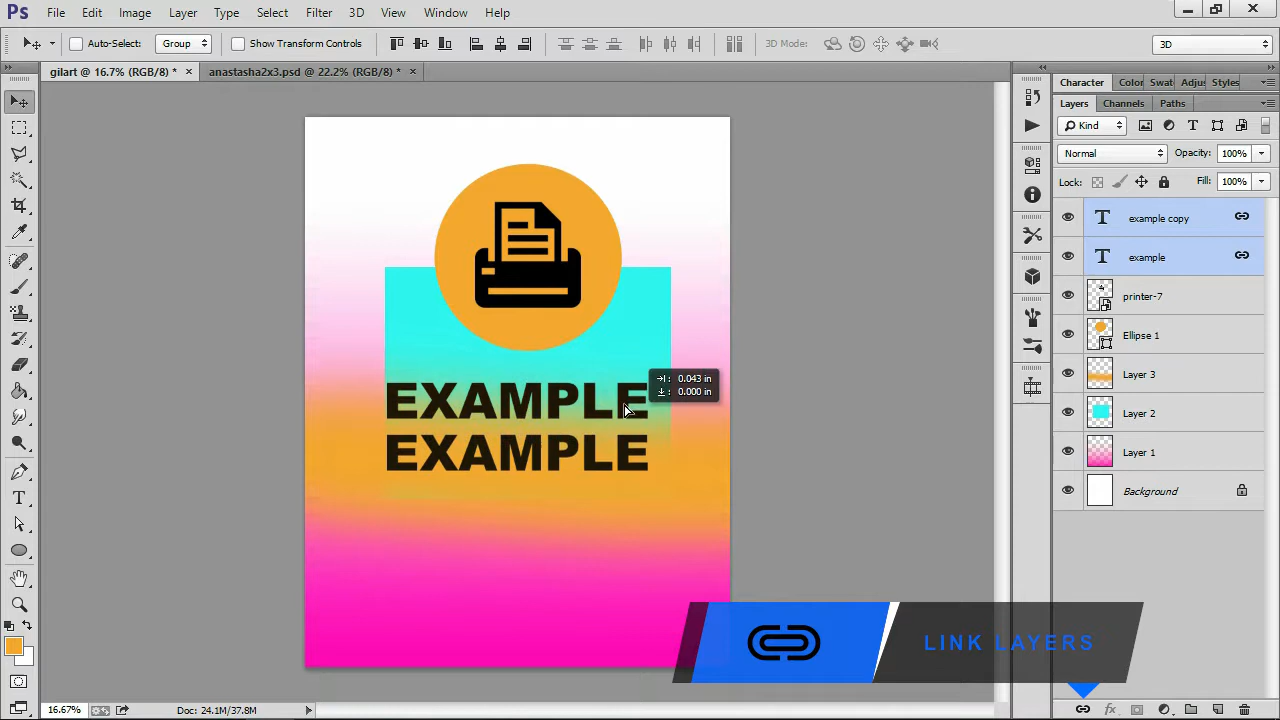 Ps File Edit Image Layer Type Select Filter 3D View Window Help
Auto-Select: Group Show Transform Controls 3D Mode: 3D
gilart @ 16.7% (RGB/8) * × anastasha2x3.psd @ 22.2% (RGB/8) * ×
Character Color Swat Adjus Styles
Layers Channels Paths
Kind
Normal Opacity: 100%
Lock: Fill: 100%
T example copy
T example
printer-7
Ellipse 1
Layer 3
Layer 2
Layer 1
Background
0.043 in
0.000 in
EXAMPLE
EXAMPLE
LINK LAYERS
16.67% Doc: 24.1M/37.8M